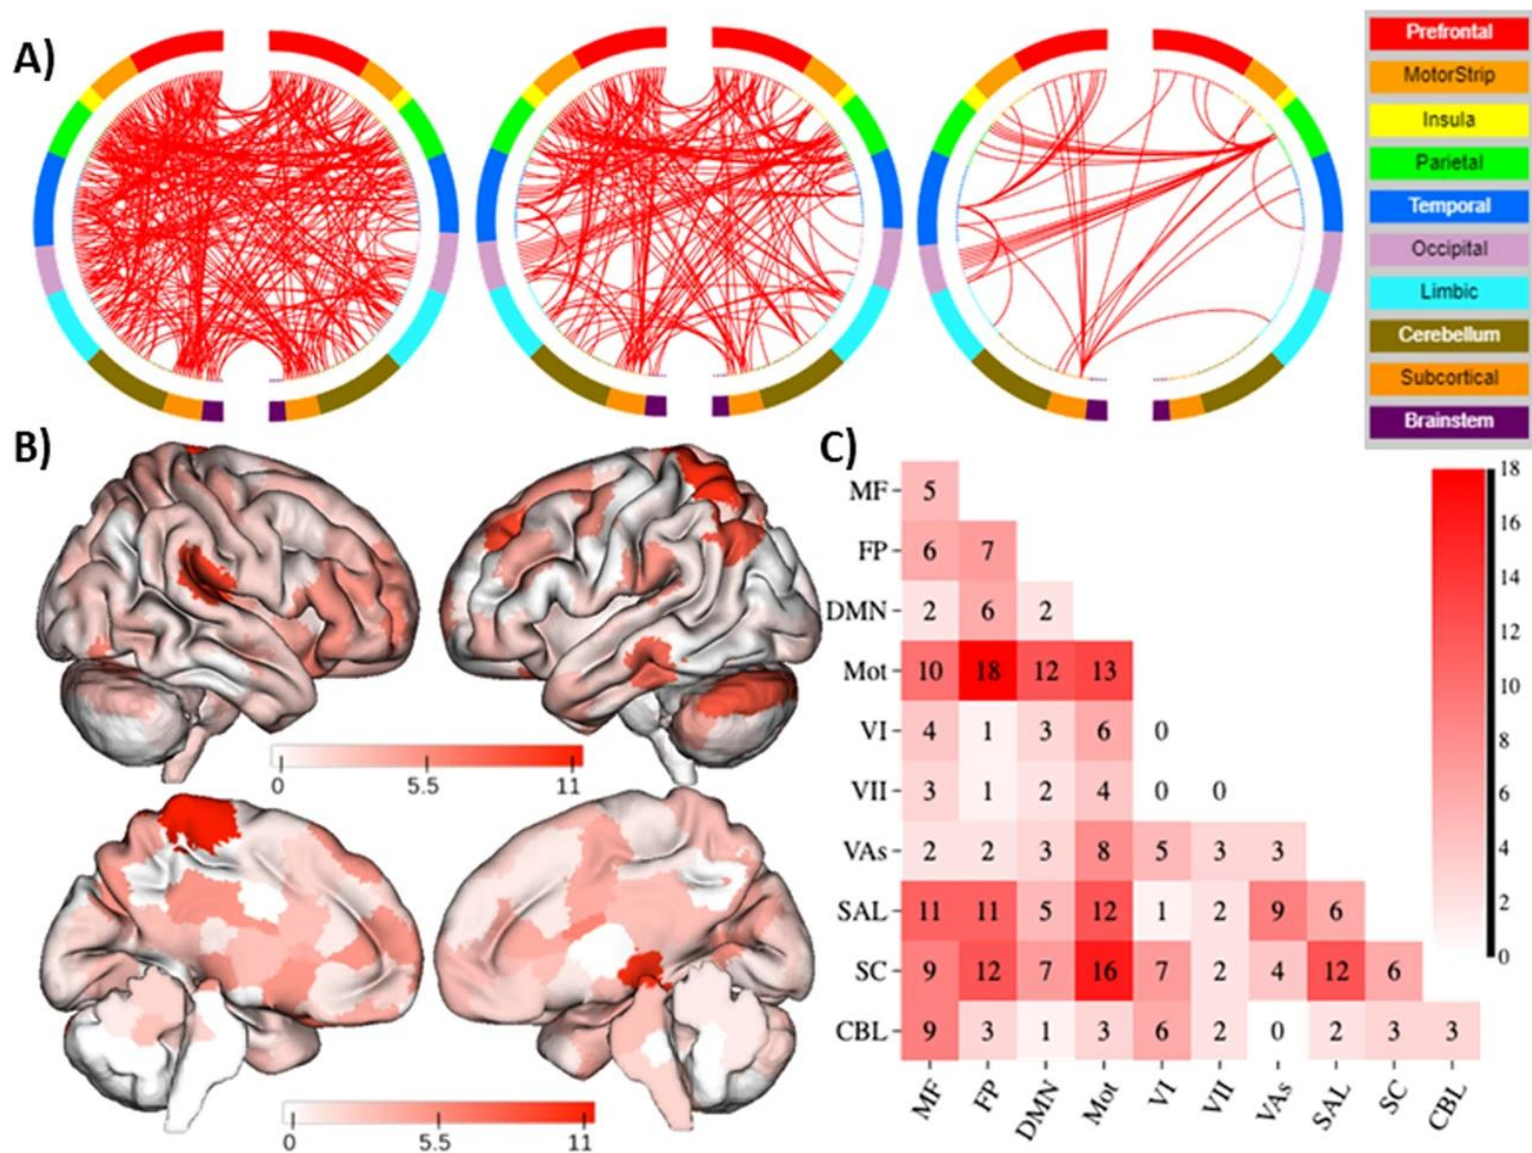 A)
Prefrontal
MotorStrip
Insula
Parietal
Temporal
Occipital
Limbic
Cerebellum
Subcortical
Brainstem
B)
0 5.5 11
0 5.5 11
C)
MF 5
FP 6 7
DMN 2 6 2
Mot 10 18 12 13
VI 4 1 3 6 0
VII 3 1 2 4 0 0
VAs 2 2 3 8 5 3 3
SAL 11 11 5 12 1 2 9 6
SC 9 12 7 16 7 2 4 12 6
CBL 9 3 1 3 6 2 0 2 3 3
MF FP DMN Mot VI VII VAs SAL SC CBL
18
16
14
12
10
8
6
4
2
0